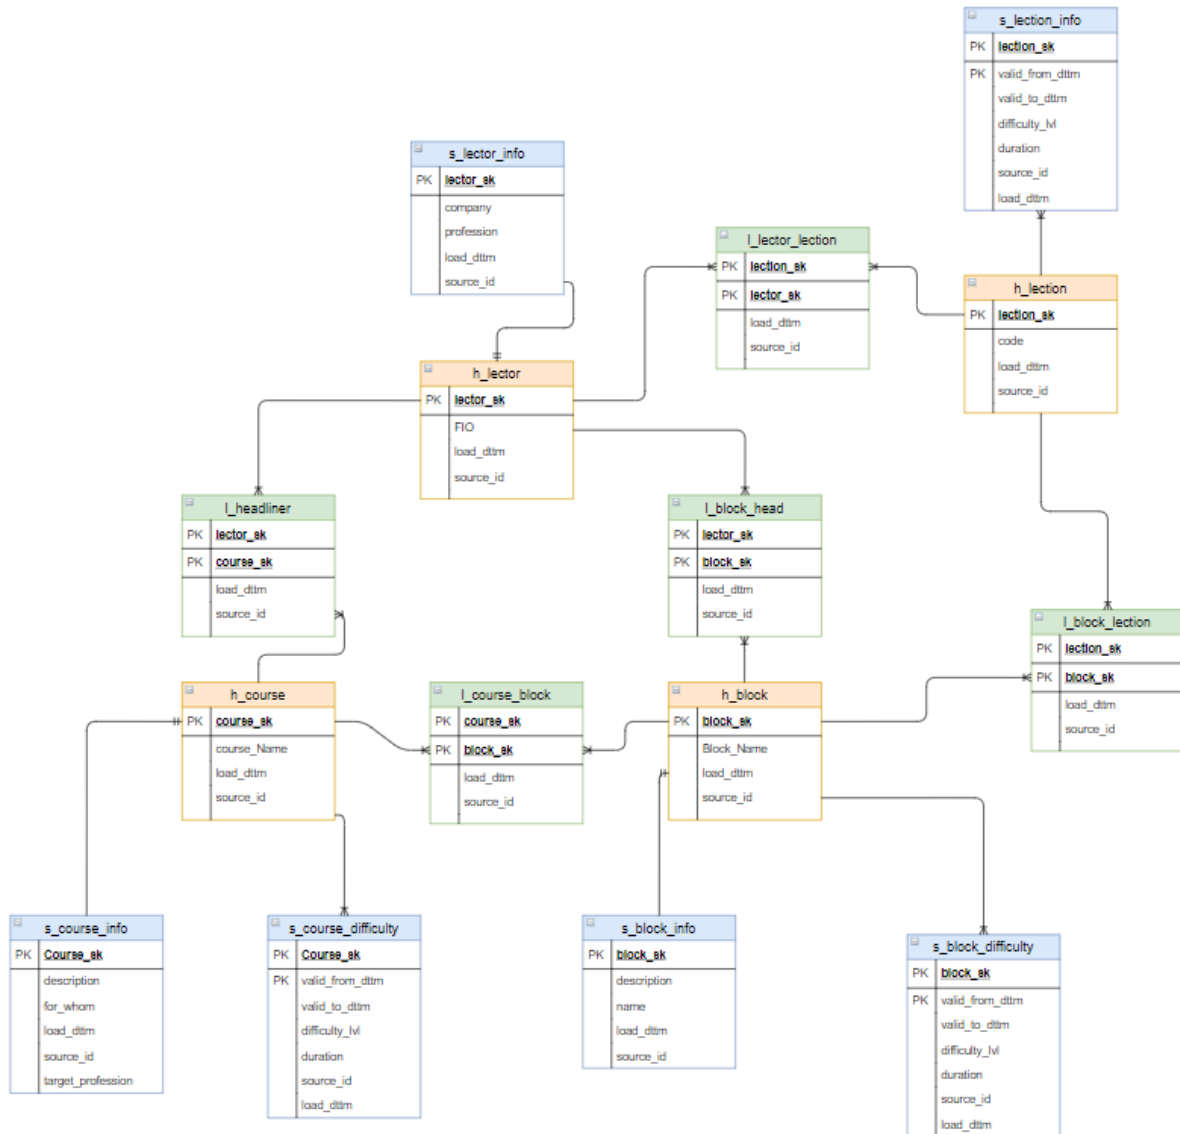 s_lection_info
PK lection_sk
PK valid_from_dttm
valid_to_dttm
difficulty_lvl
duration
source_id
load_dttm
s_lector_info
PK lector_sk
company
profession
load_dttm
source_id
l_lector_lection
PK lection_sk
PK lector_sk
load_dttm
source_id
h_lection
PK lection_sk
code
load_dttm
source_id
h_lector
PK lector_sk
FIO
load_dttm
source_id
l_headliner
PK lector_sk
PK course_sk
load_dttm
source_id
l_block_head
PK lector_sk
PK block_sk
load_dttm
source_id
l_block_lection
PK lection_sk
PK block_sk
load_dttm
source_id
h_course
PK course_sk
course_Name
load_dttm
source_id
l_course_block
PK course_sk
PK block_sk
load_dttm
source_id
h_block
PK block_sk
Block_Name
load_dttm
source_id
s_course_info
PK Course_sk
description
for_whom
load_dttm
source_id
target_profession
s_course_difficulty
PK Course_sk
PK valid_from_dttm
valid_to_dttm
difficulty_lvl
duration
source_id
load_dttm
s_block_info
PK block_sk
description
name
load_dttm
source_id
s_block_difficulty
PK block_sk
PK valid_from_dttm
valid_to_dttm
difficulty_lvl
duration
source_id
load_dttm